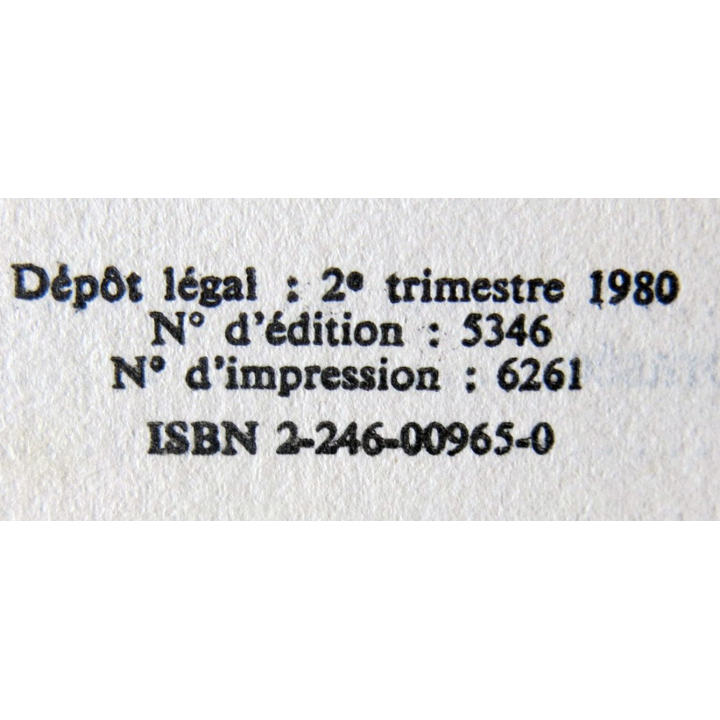 Dépôt légal : 2e trimestre 1980
N° d'édition : 5346
N° d'impression : 6261
ISBN 2-246-00965-0